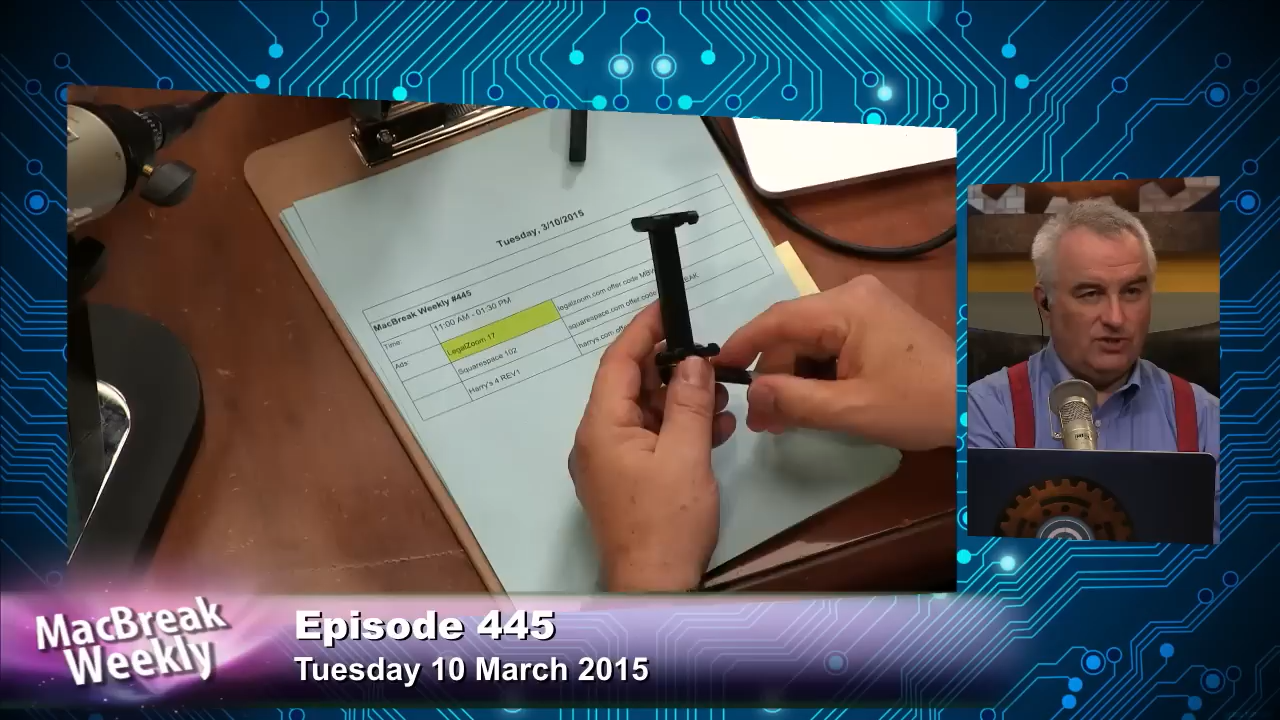 Tuesday, 3/10/2015
MacBreak Weekly #445
Time: 11:00 AM - 01:30 PM
Ads: LegalZoom 17 legalzoom.com offer code MBW
Squarespace 102 squarespace.com offer code
Harry's 4 REV1 harrys.com
MacBreak
Weekly
Episode 445
Tuesday 10 March 2015